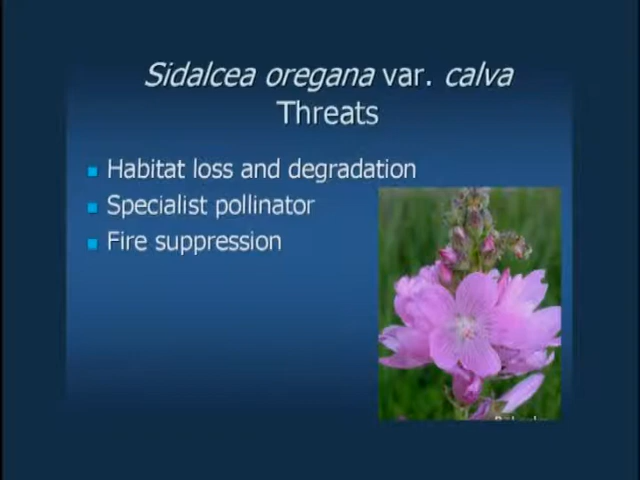 Sidalcea oregana var. calva
Threats
Habitat loss and degradation
Specialist pollinator
Fire suppression